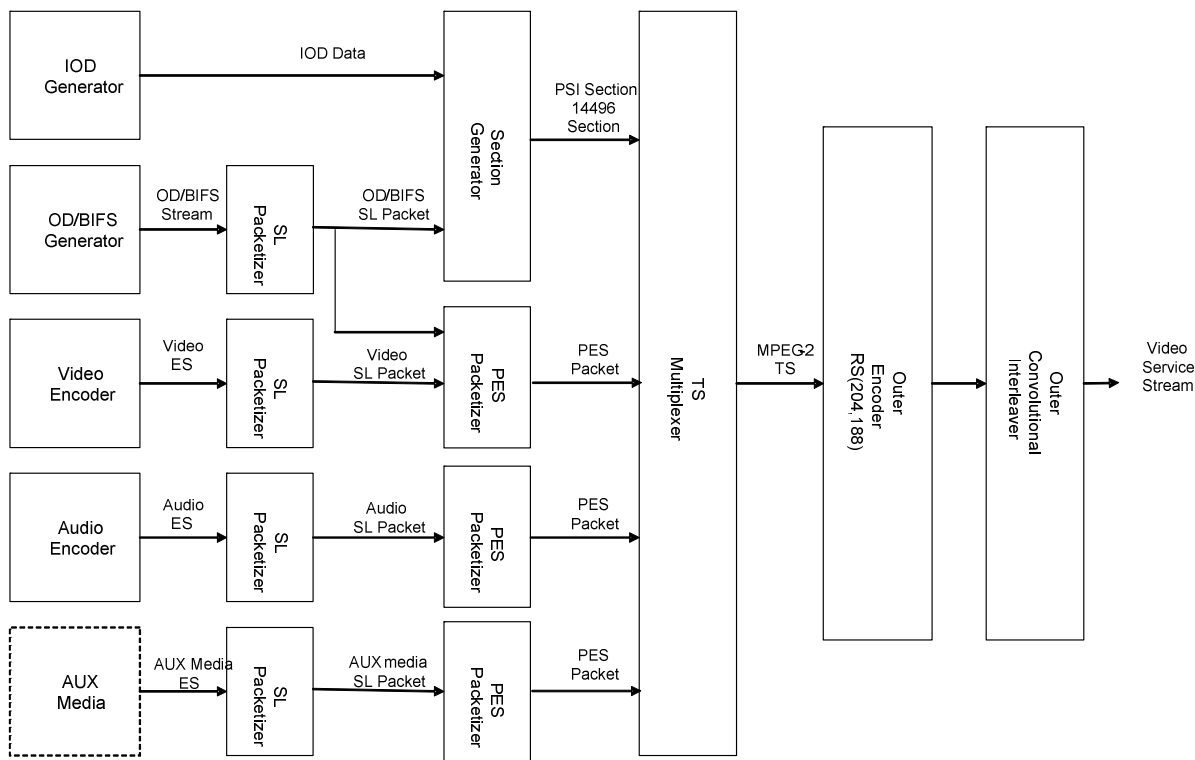 IOD
Generator
IOD Data
Section
Generator
PSI Section
14496
Section
OD/BIFS
Generator
OD/BIFS
Stream
SL
Packetizer
OD/BIFS
SL Packet
Video
Encoder
Video
ES
SL
Packetizer
Video
SL Packet
PES
Packetizer
PES
Packet
Audio
Encoder
Audio
ES
SL
Packetizer
Audio
SL Packet
PES
Packetizer
PES
Packet
AUX
Media
AUX Media
ES
SL
Packetizer
AUX media
SL Packet
PES
Packetizer
PES
Packet
TS
Multiplexer
MPEG-2
TS
Outer
Encoder
RS(204,188)
Outer
Convolutional
Interleaver
Video
Service
Stream